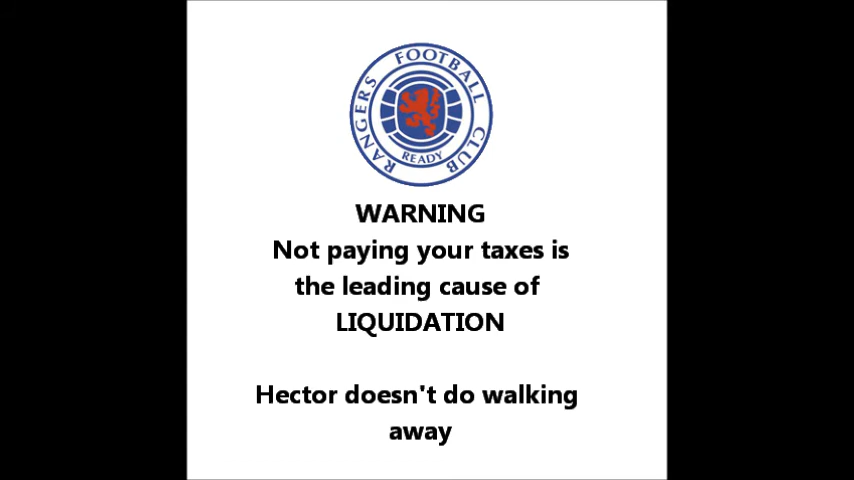 RANGERS FOOTBALL CLUB
READY
WARNING
Not paying your taxes is
the leading cause of
LIQUIDATION
Hector doesn't do walking
away